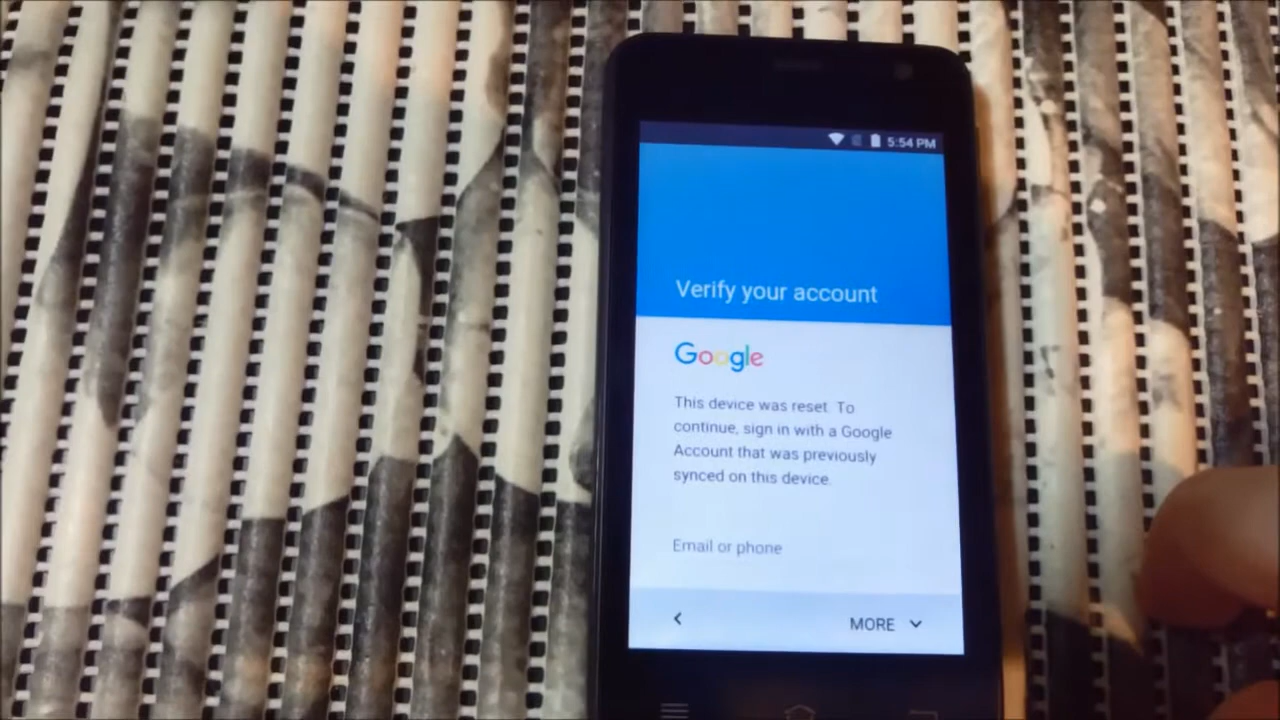 5:54 PM
Verify your account
Google
This device was reset. To
continue, sign in with a Google
Account that was previously
synced on this device.
Email or phone
MORE